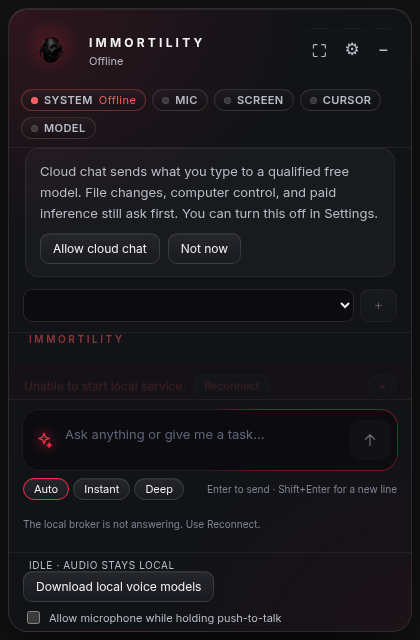 IMMORTILITY
Offline
SYSTEM Offline
MIC
SCREEN
CURSOR
MODEL
Cloud chat sends what you type to a qualified free
model. File changes, computer control, and paid
inference still ask first. You can turn this off in Settings.
Allow cloud chat
Not now
+
IMMORTILITY
Unable to start local service.
Reconnect
Ask anything or give me a task...
Auto
Instant
Deep
Enter to send · Shift+Enter for a new line
The local broker is not answering. Use Reconnect.
IDLE · AUDIO STAYS LOCAL
Download local voice models
Allow microphone while holding push-to-talk